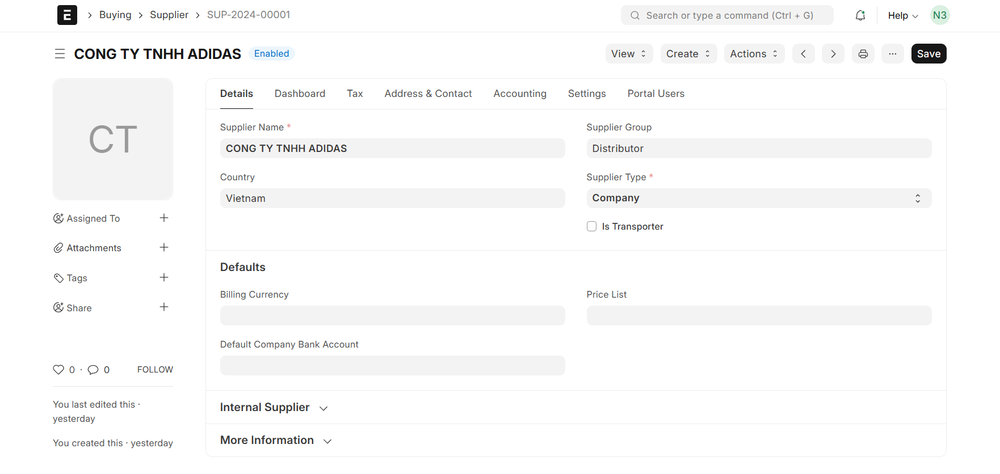 E Buying Supplier SUP-2024-00001 Search or type a command (Ctrl + G) Help N3
CONG TY TNHH ADIDAS Enabled View Create Actions ... Save
CT
Assigned To
Attachments
Tags
Share
0 · 0 FOLLOW
You last edited this ·
yesterday
You created this · yesterday
Details Dashboard Tax Address & Contact Accounting Settings Portal Users
Supplier Name * Supplier Group
CONG TY TNHH ADIDAS Distributor
Country Supplier Type *
Vietnam Company
Is Transporter
Defaults
Billing Currency Price List
Default Company Bank Account
Internal Supplier
More Information